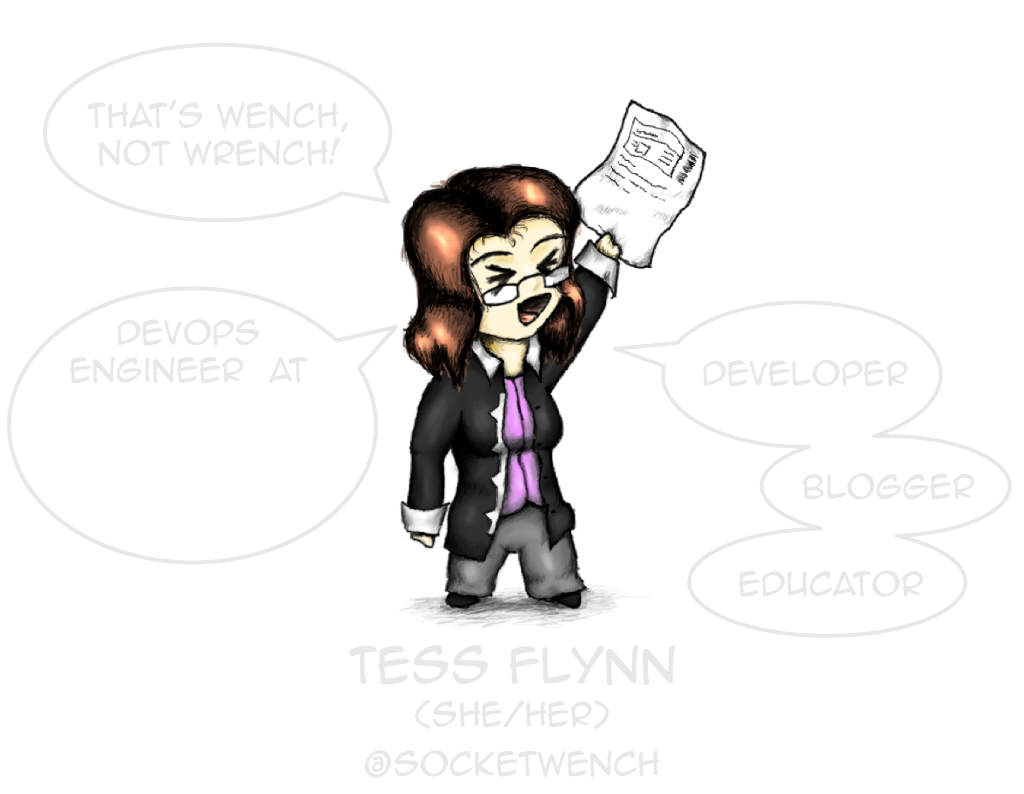 THAT'S WENCH,
NOT WRENCH!
DEVOPS
ENGINEER AT
DEVELOPER
BLOGGER
EDUCATOR
TESS FLYNN
(SHE/HER)
@SOCKETWENCH